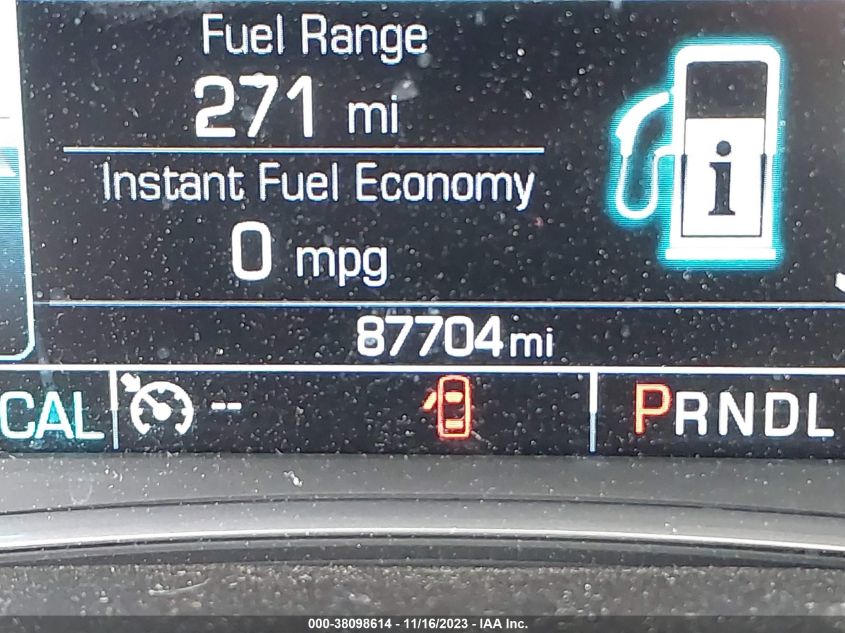 Fuel Range
271 mi
Instant Fuel Economy
0 mpg
i
87704 mi
CAL -- PRNDL
000-38098614 - 11/16/2023 - IAA Inc.